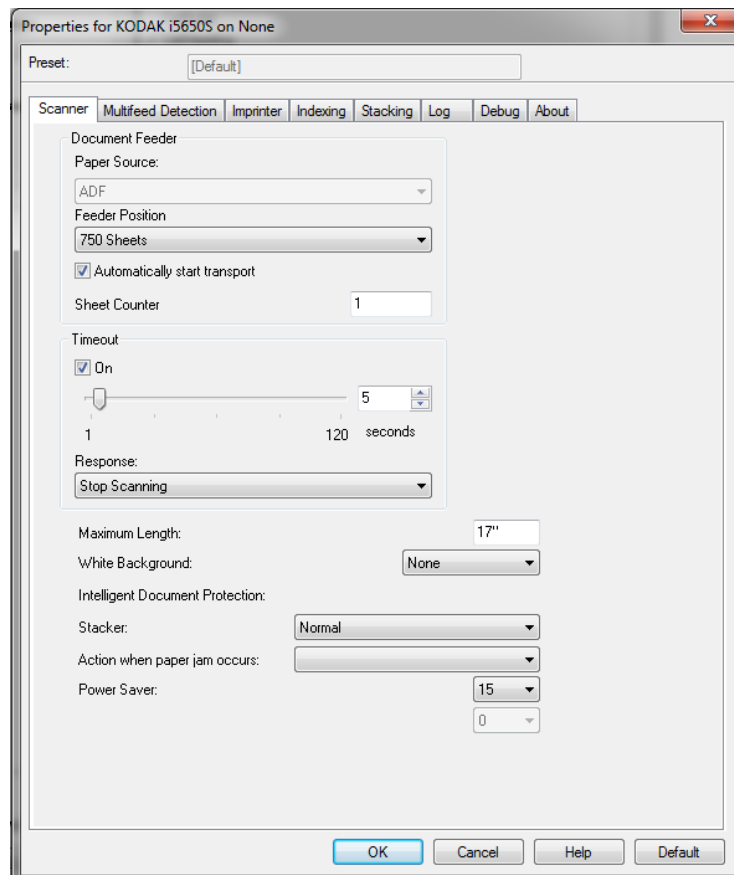 Properties for KODAK i5650S on None
Preset: [Default]
Scanner Multifeed Detection Imprinter Indexing Stacking Log Debug About
Document Feeder
Paper Source:
ADF
Feeder Position
750 Sheets
Automatically start transport
Sheet Counter 1
Timeout
On
5
1 120 seconds
Response:
Stop Scanning
Maximum Length: 17"
White Background: None
Intelligent Document Protection:
Stacker: Normal
Action when paper jam occurs:
Power Saver: 15
0
OK Cancel Help Default